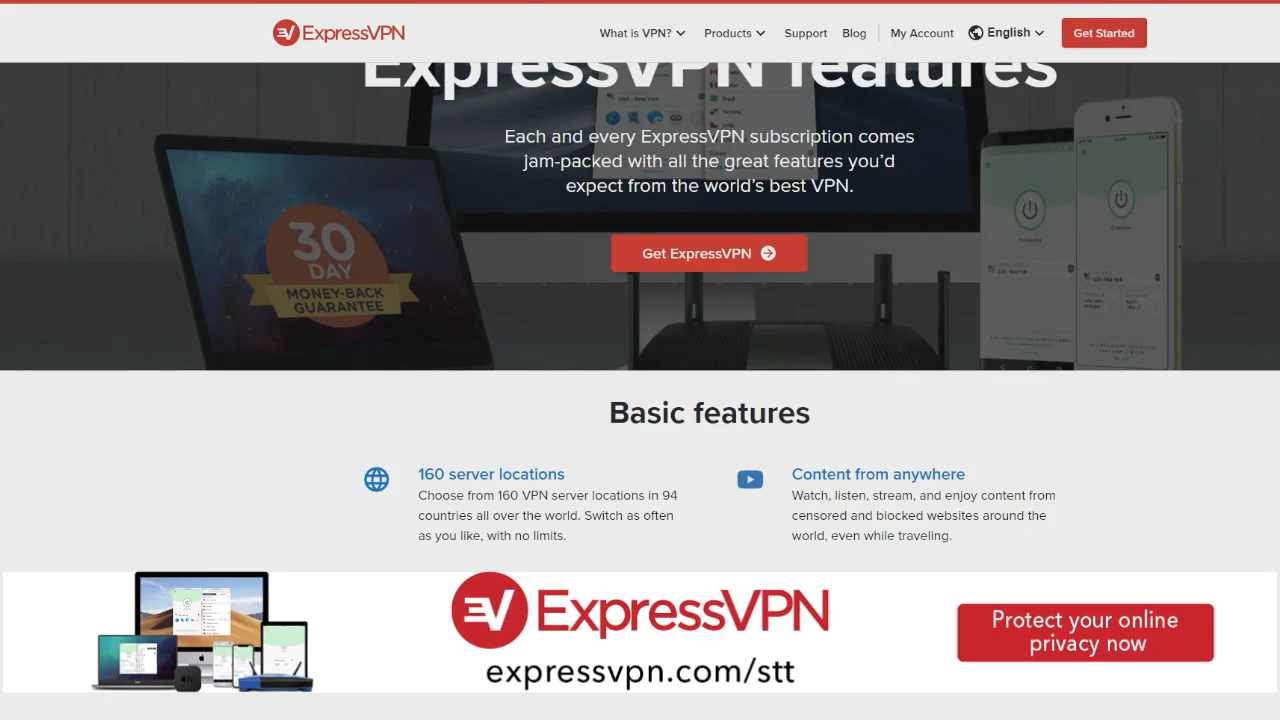 ExpressVPN
What is VPN?
Products
Support
Blog
My Account
English
Get Started
ExpressVPN features
Each and every ExpressVPN subscription comes
jam-packed with all the great features you’d
expect from the world’s best VPN.
Get ExpressVPN
30
DAY
MONEY-BACK
GUARANTEE
Basic features
160 server locations
Choose from 160 VPN server locations in 94
countries all over the world. Switch as often
as you like, with no limits.
Content from anywhere
Watch, listen, stream, and enjoy content from
censored and blocked websites around the
world, even while traveling.
EV ExpressVPN
expressvpn.com/stt
Protect your online
privacy now